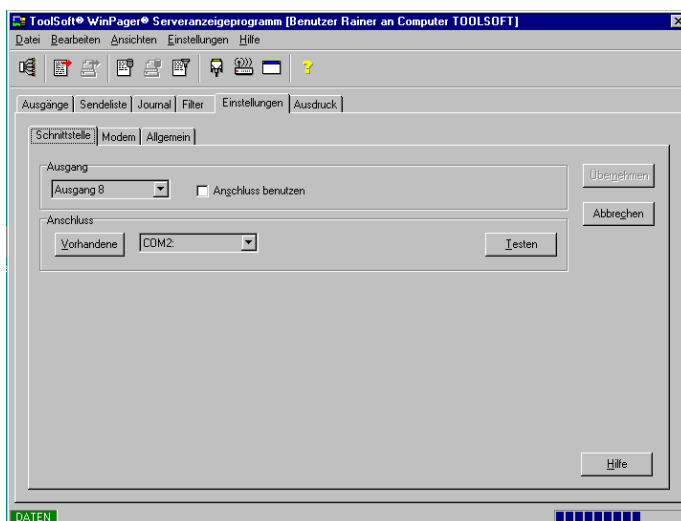 ToolSoft® WinPager® Serveranzeigeprogramm [Benutzer Rainer an Computer TOOLSOFT]
Datei Bearbeiten Ansichten Einstellungen Hilfe
Ausgänge Sendeliste Journal Filter Einstellungen Ausdruck
Schnittstelle Modem Allgemein
Ausgang
Ausgang 8 Anschluss benutzen
Übernehmen
Abbrechen
Anschluss
Vorhandene COM2: Testen
Hilfe
DATEN